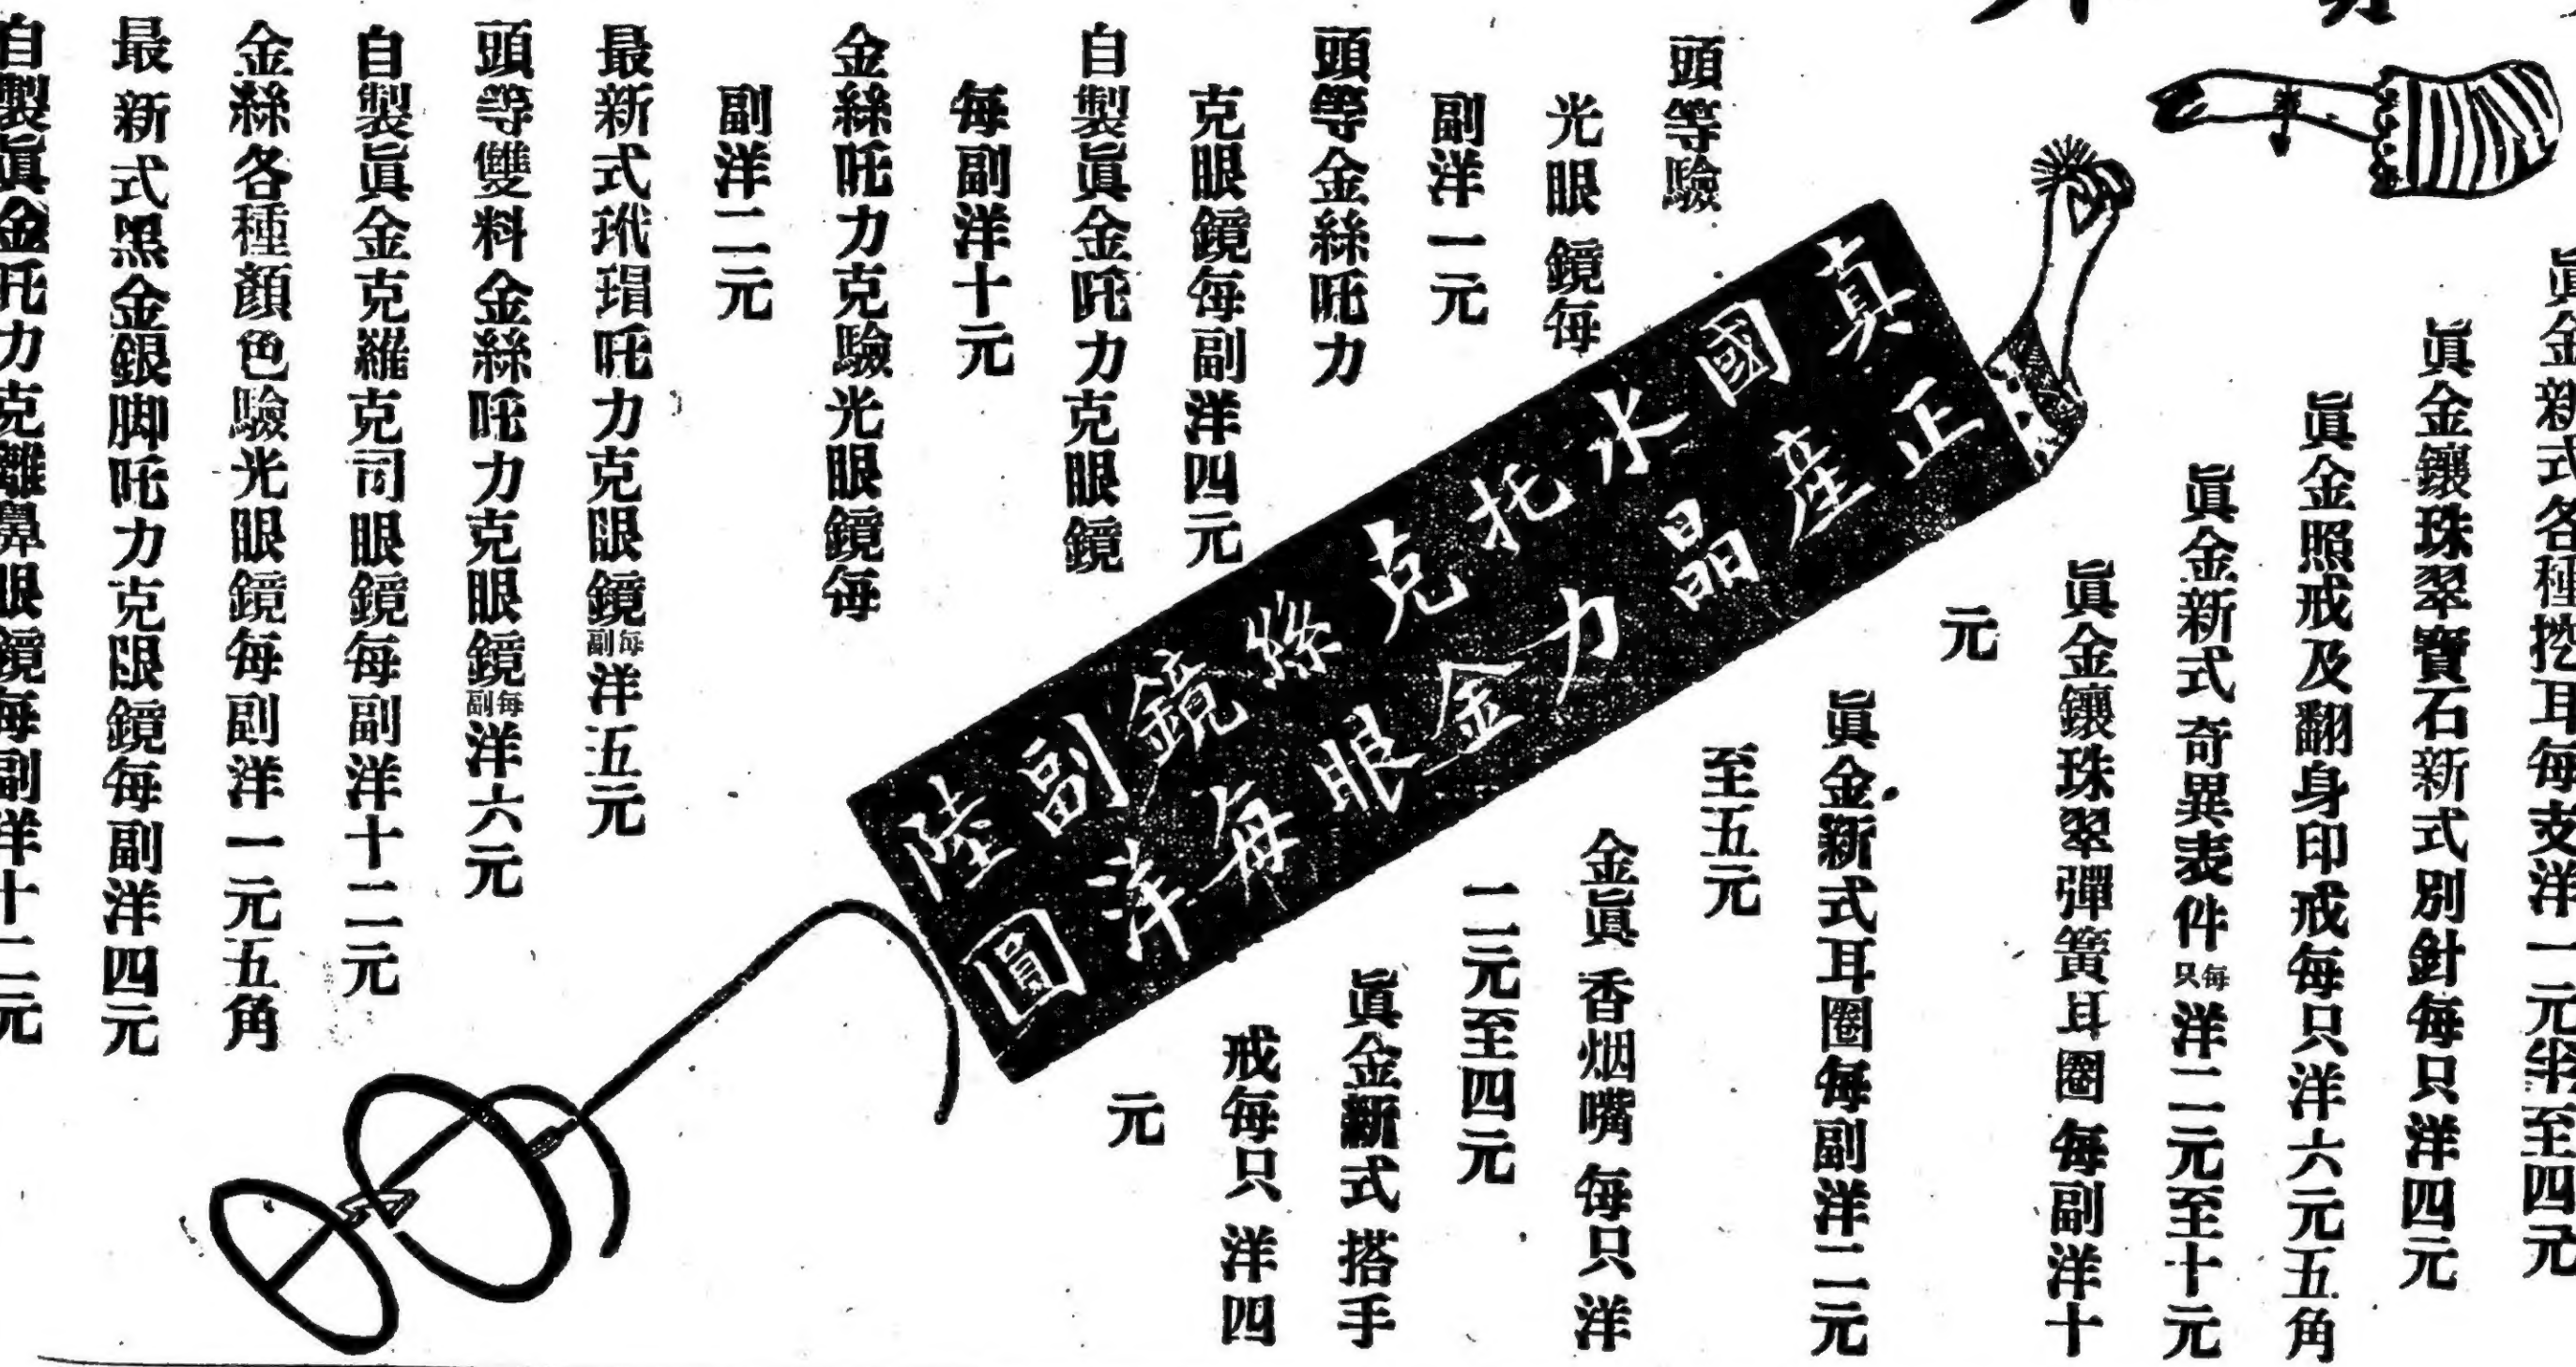 眞金新式各種挖耳每支洋一元半至四元
眞金鑲珠翠寶石新式別針每只洋四元
眞金照戒及翻身印戒每只洋六元五角
眞金新式奇異表件每只洋二元至十元
眞金鑲珠翠彈簧耳圈每副洋十
元
眞金新式耳圈每副洋二元
至五元
金眞香烟嘴每只洋
二元至四元
眞金新式搭手
戒每只洋四
元
真正
國產
水晶
托力
克金
絲眼
鏡每
副洋
陸圓
頭等驗
光眼鏡每
副洋一元
頭等金絲吒力
克眼鏡每副洋四元
自製眞金吒力克眼鏡
每副洋十元
金絲吒力克驗光眼鏡每
副洋二元
最新式玳瑁吒力克眼鏡每副洋五元
頭等雙料金絲吒力克眼鏡每副洋六元
自製眞金克羅克司眼鏡每副洋十二元
金絲各種顏色驗光眼鏡每副洋一元五角
最新式黑金銀脚吒力克眼鏡每副洋四元
自製眞金吒力克離鼻眼鏡每副洋十二元